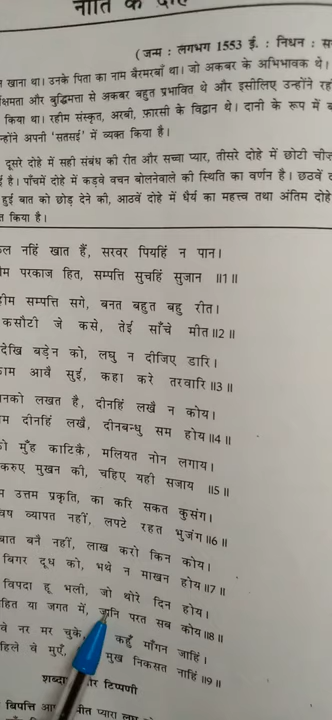 नीति के दोहे
(जन्म : लगभग 1553 ई. : निधन : स
खाना था। उनके पिता का नाम बैरमखाँ था। जो अकबर के अभिभावक थे।
क्षमता और बुद्धिमत्ता से अकबर बहुत प्रभावित थे और इसीलिए उन्होंने रही
किया था। रहीम संस्कृत, अरबी, फ़ारसी के विद्वान थे। दानी के रूप में ब
न्होंने अपनी 'सतसई' में व्यक्त किया है।
दूसरे दोहे में सही संबंध की रीत और सच्चा प्यार, तीसरे दोहे में छोटी चीज
ई है। पाँचमें दोहे में कड़वे वचन बोलनेवाले की स्थिति का वर्णन है। छठवें द
हुई बात को छोड़ देने की, आठवें दोहे में धैर्य का महत्त्व तथा अंतिम दोहे
त किया है।
ल नहिं खात हैं, सरवर पियहिं न पान।
म परकाज हित, सम्पत्ति सुचहिं सुजान ॥1॥
हीम सम्पत्ति सगे, बनत बहुत बहु रीत।
कसौटी जे कसे, तेई साँचे मीत॥2॥
देखि बड़ेन को, लघु न दीजिए डारि।
काम आवै सुई, कहा करे तरवारि॥3॥
नको लखत है, दीनहिं लखै न कोय।
म दीनहिं लखै, दीनबन्धु सम होय॥4॥
को मुँह काटिकै, मलियत नोन लगाय।
करुए मुखन को, चहिए यही सजाय ॥5॥
म उत्तम प्रकृति, का करि सकत कुसंग।
वष व्यापत नहीं, लपटे रहत भुजंग॥6॥
बात बनै नहीं, लाख करो किन कोय।
बिगर दूध को, भथे न माखन होय॥7॥
विपदा हू भली, जो थोरे दिन होय।
हित या जगत में, जानि परत सब कोय॥8॥
वे नर मर चुके, कहुँ माँगन जाहिं।
हिले वे मुएँ, मुख निकसत नाहिं॥9॥
शब्दा और टिप्पणी
बिपत्ति